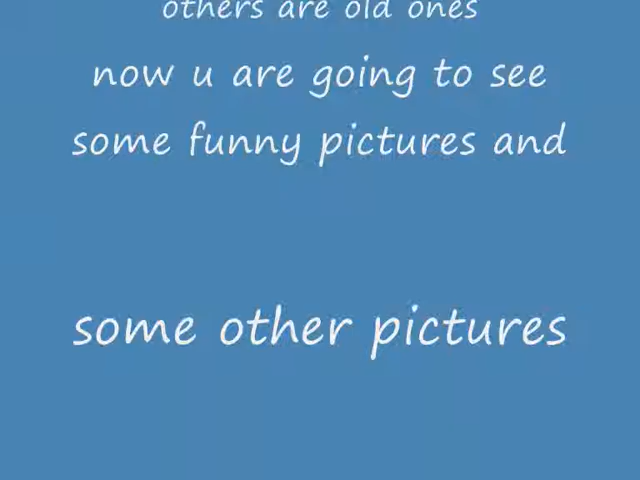 others are old ones
now u are going to see
some funny pictures and
some other pictures